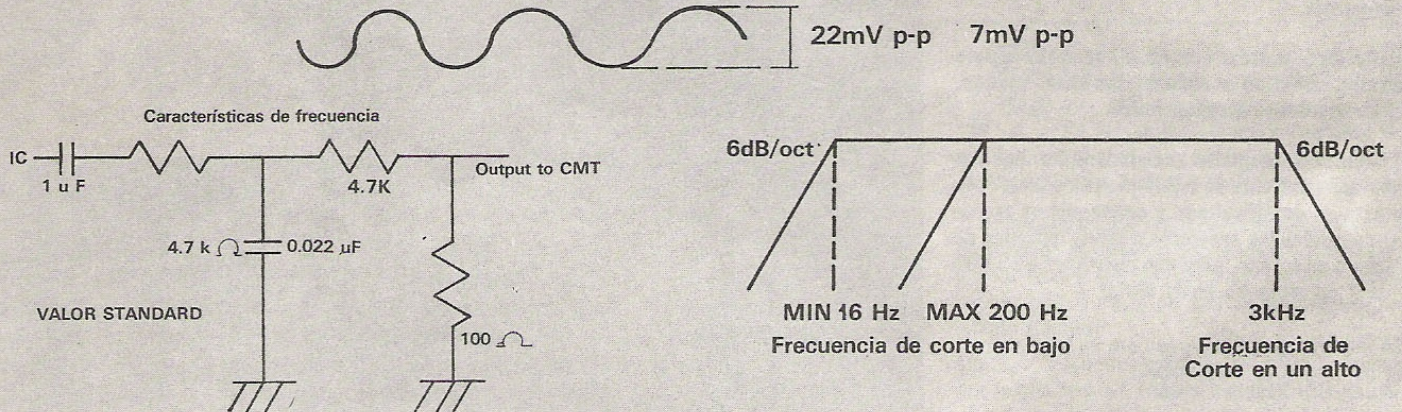 22mV p-p 7mV p-p
Características de frecuencia
IC
1 u F
4.7K
Output to CMT
4.7 k Ω 0.022 µF
VALOR STANDARD
100 Ω
6dB/oct
6dB/oct
MIN 16 Hz MAX 200 Hz
3kHz
Frecuencia de corte en bajo
Frecuencia de
Corte en un alto